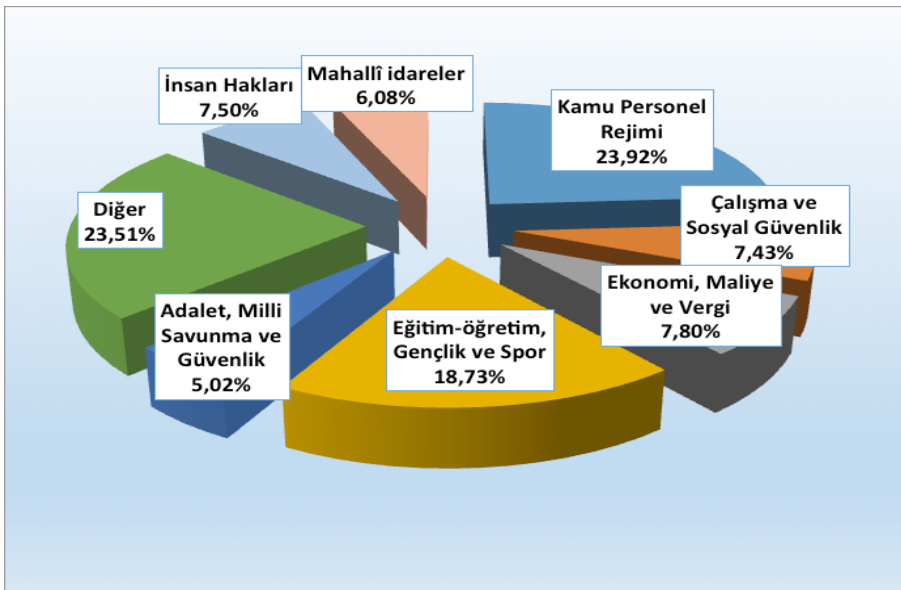 İnsan Hakları
7,50%
Mahallî idareler
6,08%
Kamu Personel
Rejimi
23,92%
Çalışma ve
Sosyal Güvenlik
7,43%
Ekonomi, Maliye
ve Vergi
7,80%
Eğitim-öğretim,
Gençlik ve Spor
18,73%
Adalet, Milli
Savunma ve
Güvenlik
5,02%
Diğer
23,51%